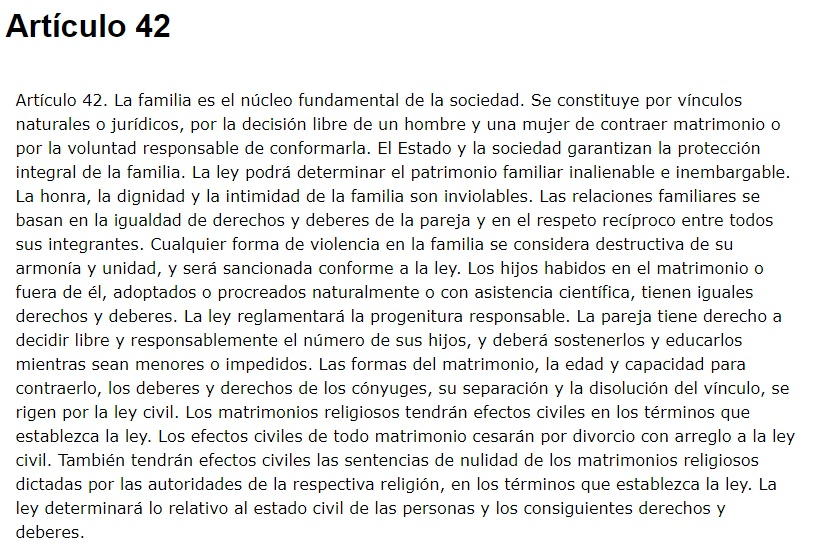 Artículo 42
Artículo 42. La familia es el núcleo fundamental de la sociedad. Se constituye por vínculos
naturales o jurídicos, por la decisión libre de un hombre y una mujer de contraer matrimonio o
por la voluntad responsable de conformarla. El Estado y la sociedad garantizan la protección
integral de la familia. La ley podrá determinar el patrimonio familiar inalienable e inembargable.
La honra, la dignidad y la intimidad de la familia son inviolables. Las relaciones familiares se
basan en la igualdad de derechos y deberes de la pareja y en el respeto recíproco entre todos
sus integrantes. Cualquier forma de violencia en la familia se considera destructiva de su
armonía y unidad, y será sancionada conforme a la ley. Los hijos habidos en el matrimonio o
fuera de él, adoptados o procreados naturalmente o con asistencia científica, tienen iguales
derechos y deberes. La ley reglamentará la progenitura responsable. La pareja tiene derecho a
decidir libre y responsablemente el número de sus hijos, y deberá sostenerlos y educarlos
mientras sean menores o impedidos. Las formas del matrimonio, la edad y capacidad para
contraerlo, los deberes y derechos de los cónyuges, su separación y la disolución del vínculo, se
rigen por la ley civil. Los matrimonios religiosos tendrán efectos civiles en los términos que
establezca la ley. Los efectos civiles de todo matrimonio cesarán por divorcio con arreglo a la ley
civil. También tendrán efectos civiles las sentencias de nulidad de los matrimonios religiosos
dictadas por las autoridades de la respectiva religión, en los términos que establezca la ley. La
ley determinará lo relativo al estado civil de las personas y los consiguientes derechos y
deberes.